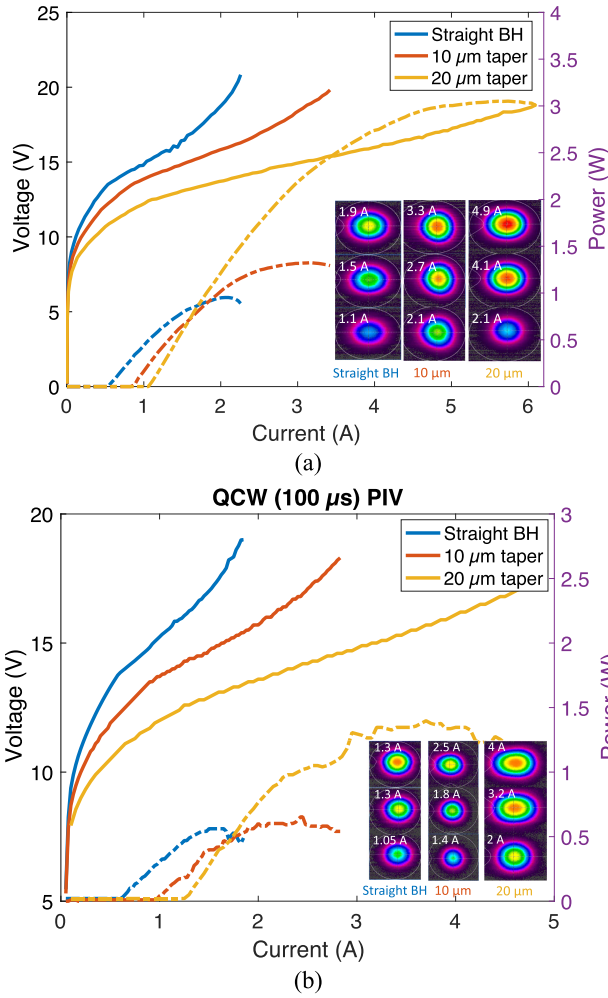 Straight BH
10 µm taper
20 µm taper
25
20
15
10
5
0
Voltage (V)
4
3.5
3
2.5
2
1.5
1
0.5
0
Power (W)
1.9 A 3.3 A 4.9 A
1.5 A 2.7 A 4.1 A
1.1 A 2.1 A 2.1 A
Straight BH 10 µm 20 µm
0 1 2 3 4 5 6
Current (A)
(a)
QCW (100 µs) PIV
Straight BH
10 µm taper
20 µm taper
20
15
10
5
Voltage (V)
3
2.5
2
1.5
1
0.5
0
Power (W)
1.3 A 2.5 A 4 A
1.3 A 1.8 A 3.2 A
1.05 A 1.4 A 2 A
Straight BH 10 µm 20 µm
0 1 2 3 4 5
Current (A)
(b)